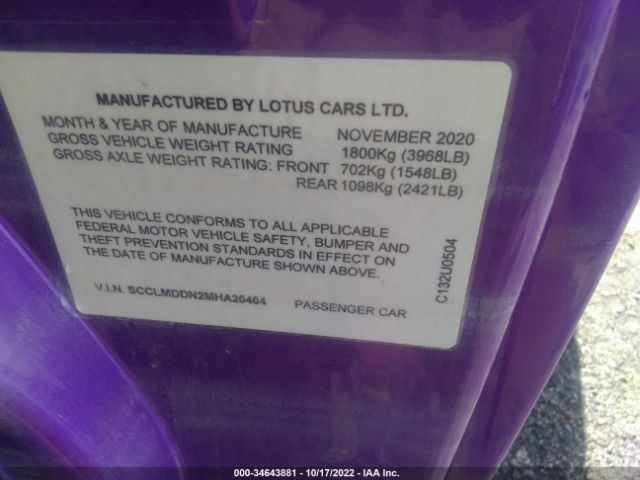 MANUFACTURED BY LOTUS CARS LTD.
MONTH & YEAR OF MANUFACTURE NOVEMBER 2020
GROSS VEHICLE WEIGHT RATING 1800Kg (3968LB)
GROSS AXLE WEIGHT RATING: FRONT 702Kg (1548LB)
REAR 1098Kg (2421LB)
THIS VEHICLE CONFORMS TO ALL APPLICABLE
FEDERAL MOTOR VEHICLE SAFETY, BUMPER AND
THEFT PREVENTION STANDARDS IN EFFECT ON
THE DATE OF MANUFACTURE SHOWN ABOVE.
V.I.N. SCCLMDDN2MHA20404 PASSENGER CAR
C132U0504
000-34643881 - 10/17/2022 - IAA Inc.